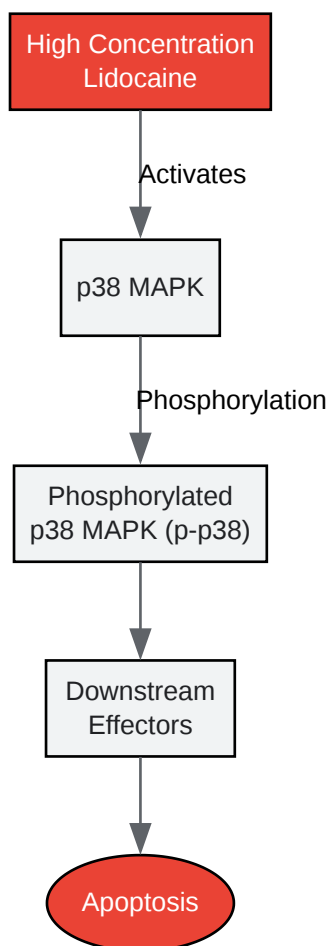 High Concentration
Lidocaine
Activates
p38 MAPK
Phosphorylation
Phosphorylated
p38 MAPK (p-p38)
Downstream
Effectors
Apoptosis